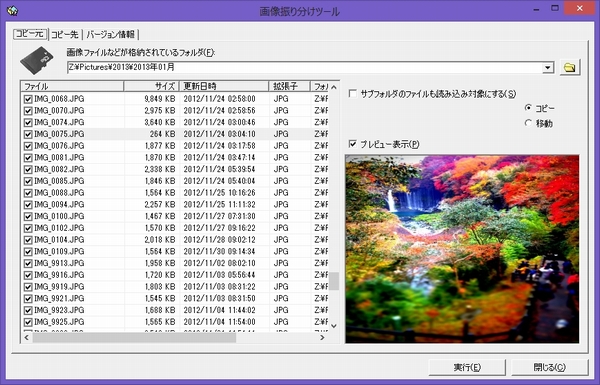 画像振り分けツール
コピー元 コピー先 バージョン情報
画像ファイルなどが格納されているフォルダ(F):
Z:¥Pictures¥2013¥2013年01月
ファイル サイズ 更新日時 拡張子 フォ
IMG_0068.JPG 9,849 KB 2012/11/24 02:58:00 JPG Z:¥F
IMG_0070.JPG 2,975 KB 2012/11/24 02:58:56 JPG Z:¥F
IMG_0074.JPG 3,640 KB 2012/11/24 03:00:46 JPG Z:¥F
IMG_0075.JPG 264 KB 2012/11/24 03:04:10 JPG Z:¥F
IMG_0076.JPG 1,877 KB 2012/11/24 03:17:58 JPG Z:¥F
IMG_0081.JPG 1,870 KB 2012/11/24 03:47:14 JPG Z:¥F
IMG_0082.JPG 2,338 KB 2012/11/24 05:39:54 JPG Z:¥F
IMG_0085.JPG 1,846 KB 2012/11/24 05:40:04 JPG Z:¥F
IMG_0088.JPG 1,564 KB 2012/11/25 10:16:26 JPG Z:¥F
IMG_0094.JPG 2,257 KB 2012/11/25 11:11:32 JPG Z:¥F
IMG_0100.JPG 1,467 KB 2012/11/27 07:31:30 JPG Z:¥F
IMG_0102.JPG 1,570 KB 2012/11/27 09:16:22 JPG Z:¥F
IMG_0104.JPG 2,018 KB 2012/11/28 09:02:12 JPG Z:¥F
IMG_0109.JPG 1,564 KB 2012/11/30 09:14:34 JPG Z:¥F
IMG_9913.JPG 1,958 KB 2012/11/02 08:02:10 JPG Z:¥F
IMG_9916.JPG 1,720 KB 2012/11/03 05:56:44 JPG Z:¥F
IMG_9919.JPG 1,803 KB 2012/11/03 08:31:22 JPG Z:¥F
IMG_9921.JPG 1,545 KB 2012/11/03 08:31:50 JPG Z:¥F
IMG_9923.JPG 1,688 KB 2012/11/04 11:44:02 JPG Z:¥F
IMG_9925.JPG 1,565 KB 2012/11/04 11:54:00 JPG Z:¥F
サブフォルダのファイルも読み込み対象にする(S)
コピー
移動
プレビュー表示(P)
実行(E) 閉じる(C)